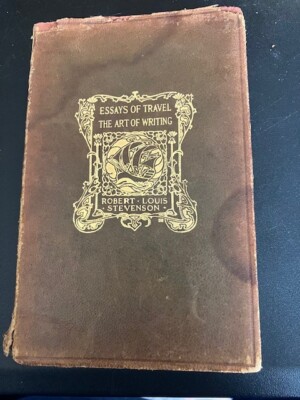 ESSAYS OF TRAVEL
THE ART OF WRITING
ROBERT · LOUIS
· STEVENSON ·